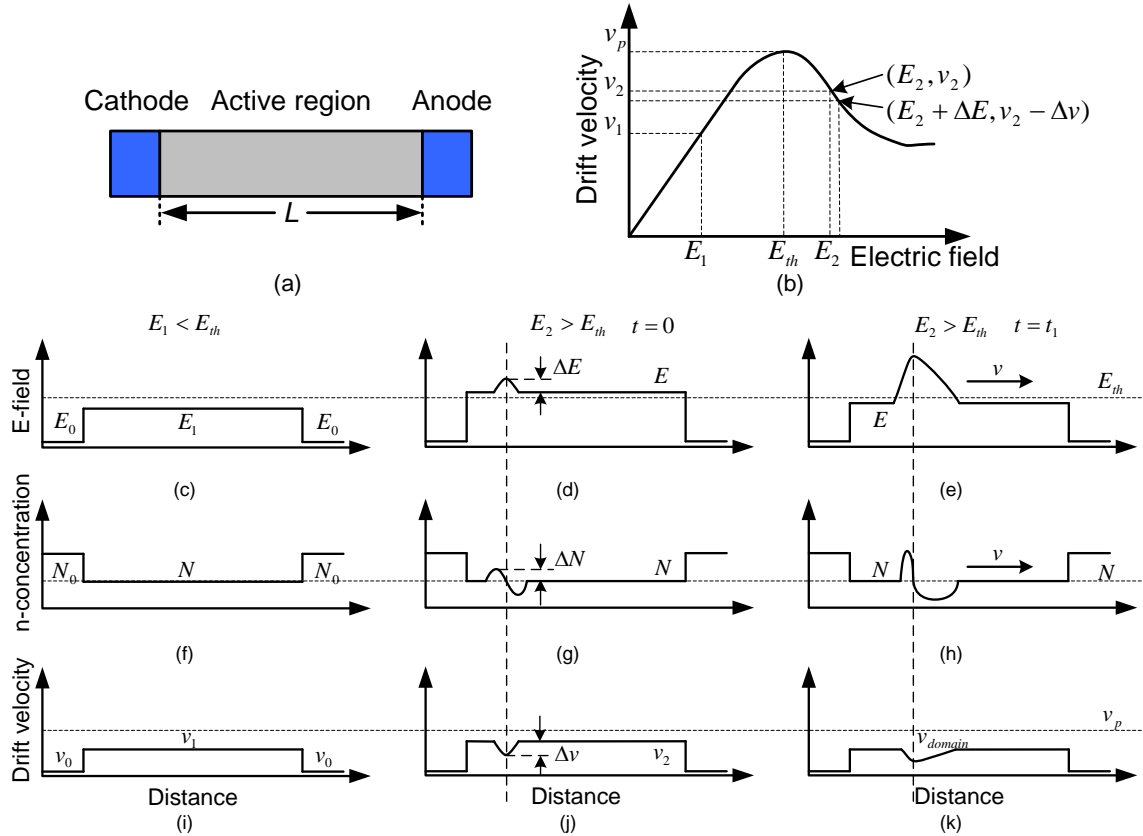 Cathode Active region Anode
L
(a)
Drift velocity
v_p
v_2
v_1
(E_2, v_2)
(E_2 + ΔE, v_2 − Δv)
E_1 E_th E_2 Electric field
(b)
E_1 < E_th
E_2 > E_th t = 0
E_2 > E_th t = t_1
E-field
E_0 E_1 E_0
ΔE E
E v E_th
(c) (d) (e)
n-concentration
N_0 N N_0
ΔN N
N v N
(f) (g) (h)
Drift velocity
v_0 v_1 v_0
Δv v_2
v_domain v_p
Distance Distance Distance
(i) (j) (k)